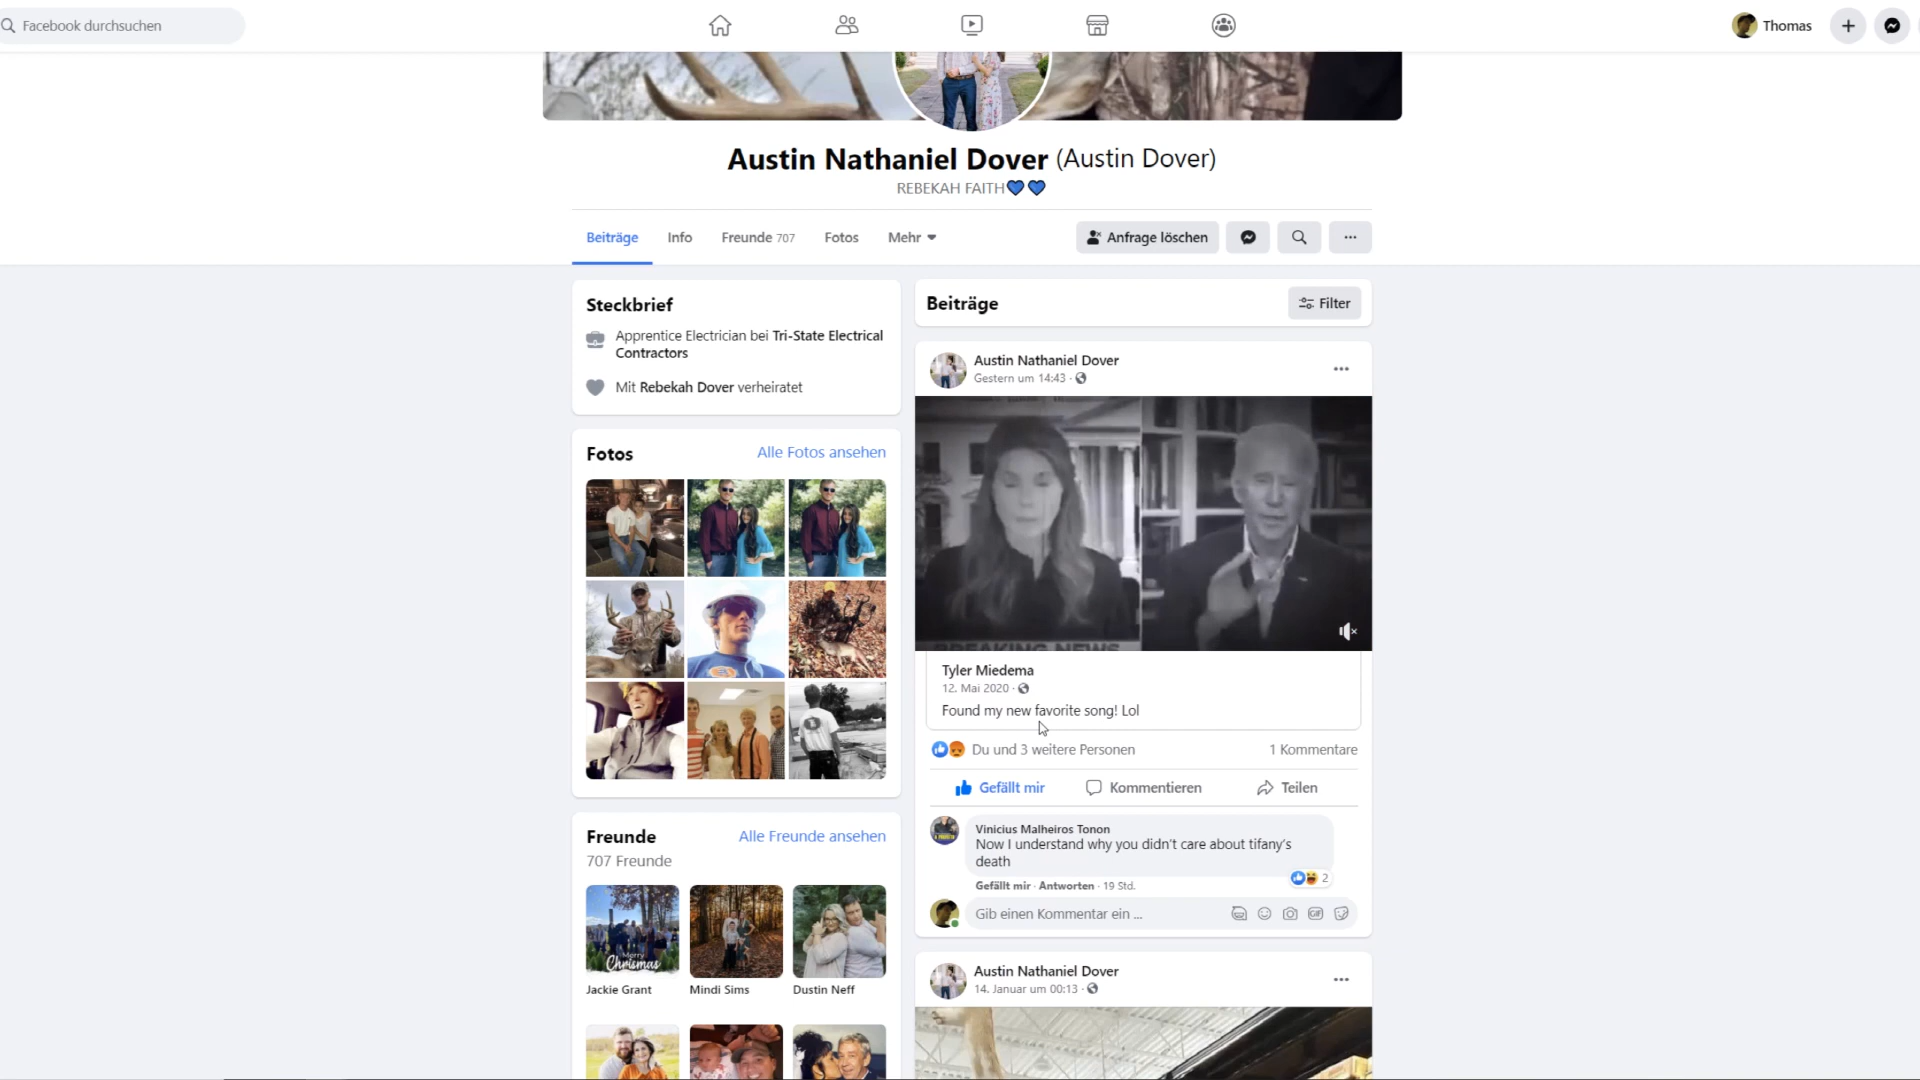 Facebook durchsuchen
Thomas
Austin Nathaniel Dover (Austin Dover)
REBEKAH FAITH💙💙
Beiträge
Info
Freunde 707
Fotos
Mehr
Anfrage löschen
Steckbrief
Apprentice Electrician bei Tri-State Electrical
Contractors
Mit Rebekah Dover verheiratet
Fotos
Alle Fotos ansehen
Freunde
Alle Freunde ansehen
707 Freunde
Merry
Christmas
Jackie Grant
Mindi Sims
Dustin Neff
Beiträge
Filter
Austin Nathaniel Dover
Gestern um 14:43 ·
BREAKING NEWS
Tyler Miedema
12. Mai 2020 ·
Found my new favorite song! Lol
Du und 3 weitere Personen
1 Kommentare
Gefällt mir
Kommentieren
Teilen
Vinicius Malheiros Tonon
Now I understand why you didn't care about tifany's
death
2
Gefällt mir · Antworten · 19 Std.
Gib einen Kommentar ein ...
GIF
Austin Nathaniel Dover
14. Januar um 00:13 ·